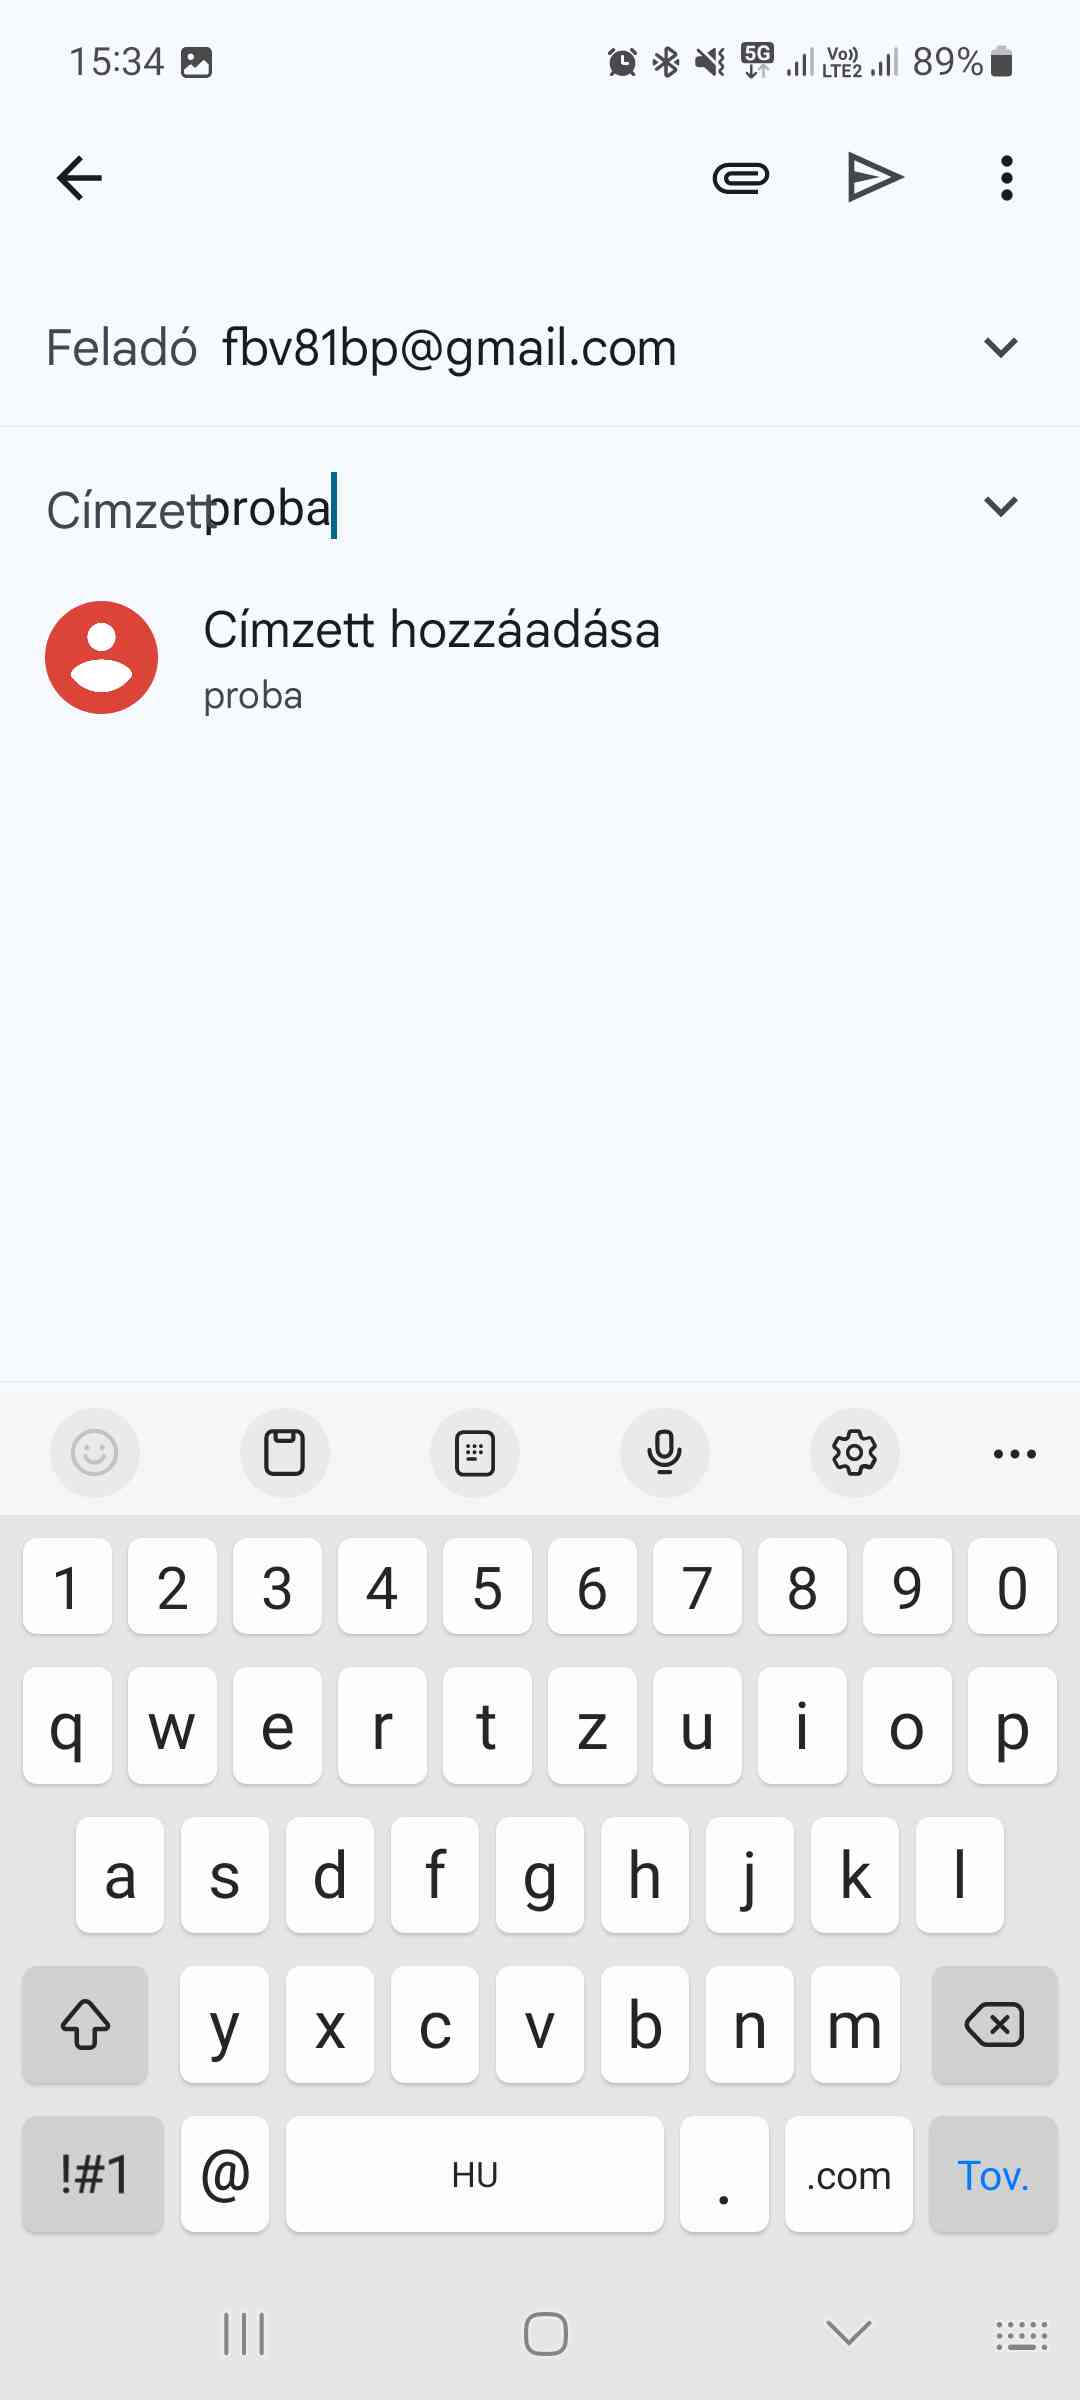 15:34 5G Vo)) LTE2 89%
Feladó fbv81bp@gmail.com
Címzett proba
Címzett hozzáadása
proba
1 2 3 4 5 6 7 8 9 0
q w e r t z u i o p
a s d f g h j k l
y x c v b n m
!#1 @ HU . .com Tov.